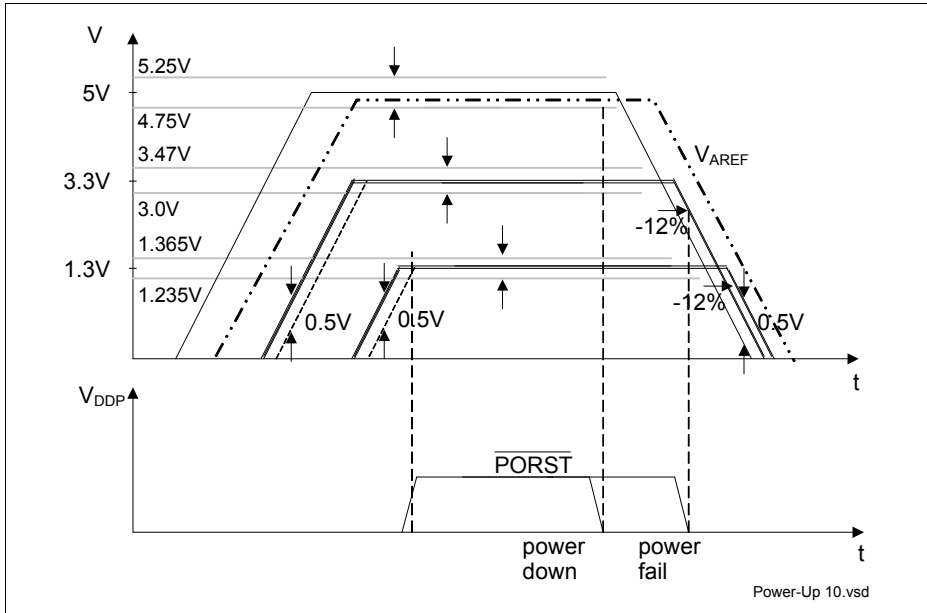 V
5.25V
5V
4.75V
3.47V
3.3V
3.0V
1.365V
1.3V
1.235V
VAREF
-12%
-12%
0.5V
0.5V
0.5V
t
VDDP
PORST
t
power down
power fail
Power-Up 10.vsd